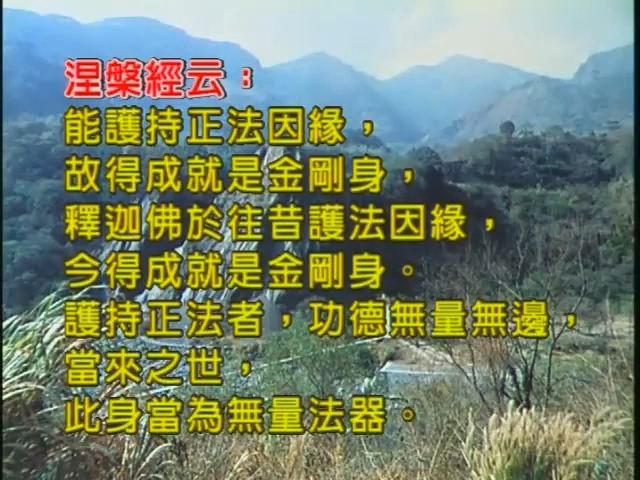 涅槃經云：
能護持正法因緣，
故得成就是金剛身，
釋迦佛於往昔護法因緣，
今得成就是金剛身。
護持正法者，功德無量無邊，
當來之世，
此身當為無量法器。